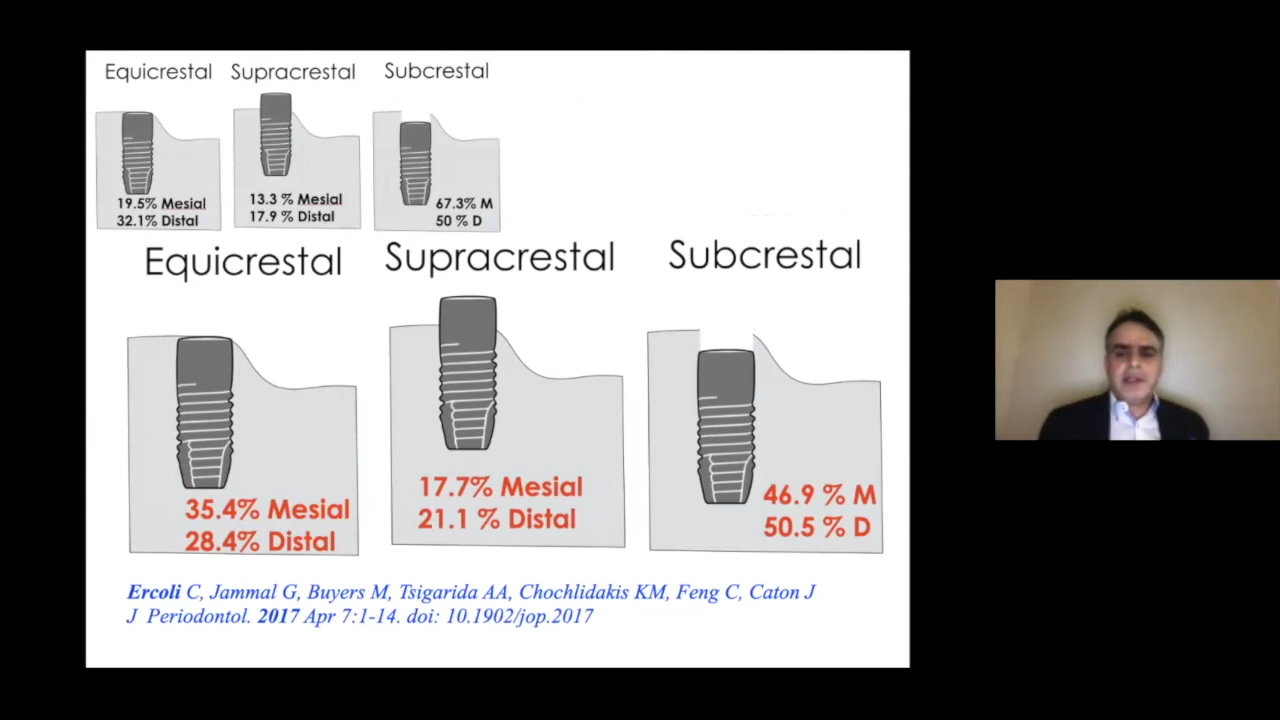 Equicrestal Supracrestal Subcrestal
19.5% Mesial
32.1% Distal
13.3 % Mesial
17.9 % Distal
67.3% M
50 % D
Equicrestal Supracrestal Subcrestal
35.4% Mesial
28.4% Distal
17.7% Mesial
21.1 % Distal
46.9 % M
50.5 % D
Ercoli C, Jammal G, Buyers M, Tsigarida AA, Chochlidakis KM, Feng C, Caton J
J Periodontol. 2017 Apr 7:1-14. doi: 10.1902/jop.2017